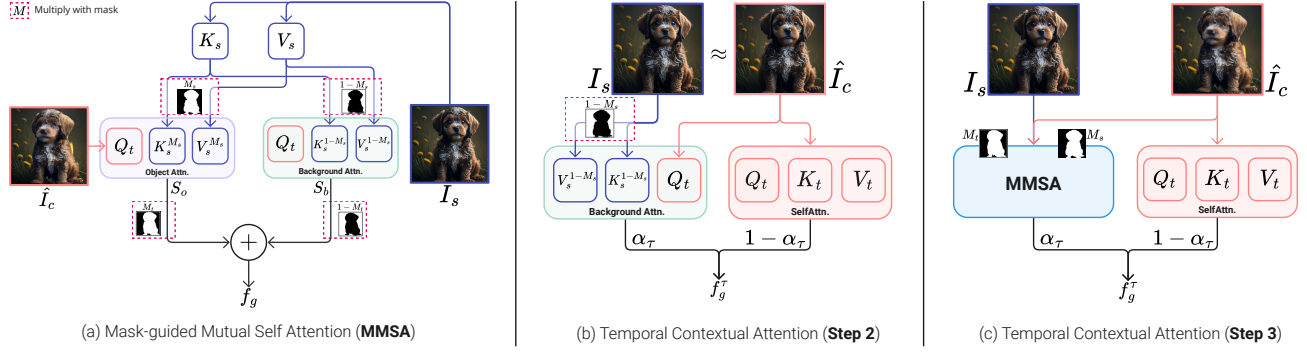 M Multiply with mask
K_s V_s
M_s 1 − M_s
Q_t K_s^{M_s} V_s^{M_s} Q_t K_s^{1−M_s} V_s^{1−M_s}
Object Attn. Background Attn.
Î_c S_o S_b I_s
M_t 1 − M_t
+
f_g
(a) Mask-guided Mutual Self Attention (MMSA)
I_s ≈ Î_c
1 − M_s
V_s^{1−M_s} K_s^{1−M_s} Q_t Q_t K_t V_t
Background Attn. SelfAttn.
α_τ 1 − α_τ
f_g^τ
(b) Temporal Contextual Attention (Step 2)
I_s Î_c
M_t M_s
MMSA Q_t K_t V_t
SelfAttn.
α_τ 1 − α_τ
f_g^τ
(c) Temporal Contextual Attention (Step 3)